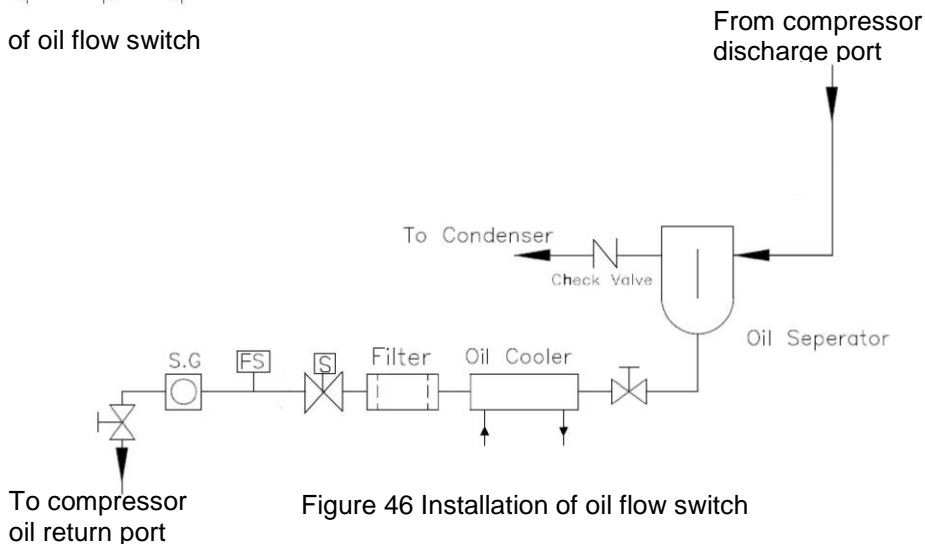 of oil flow switch
From compressor
discharge port
To Condenser
Check Valve
Oil Seperator
S.G
FS
S
Filter
Oil Cooler
To compressor
oil return port
Figure 46 Installation of oil flow switch